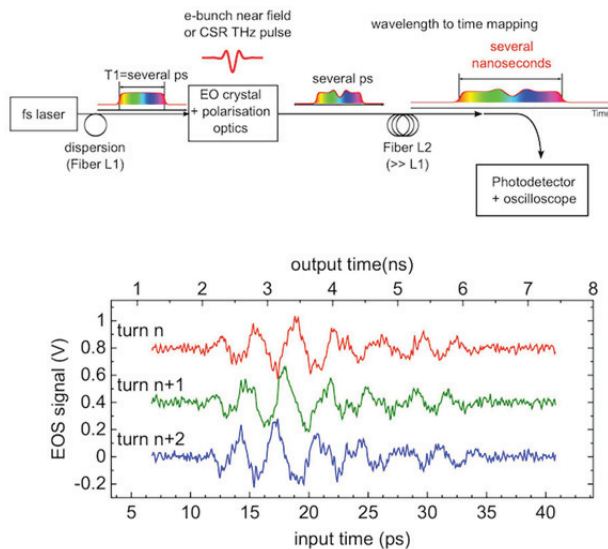 e-bunch near field
or CSR THz pulse
wavelength to time mapping
several
nanoseconds
T1=several ps
several ps
fs laser
EO crystal
+ polarisation
optics
dispersion
(Fiber L1)
Fiber L2
(>> L1)
Time
Photodetector
+ oscilloscope
output time(ns)
1 2 3 4 5 6 7 8
EOS signal (V)
1
0.8
0.6
0.4
0.2
0
-0.2
turn n
turn n+1
turn n+2
5 10 15 20 25 30 35 40
input time (ps)